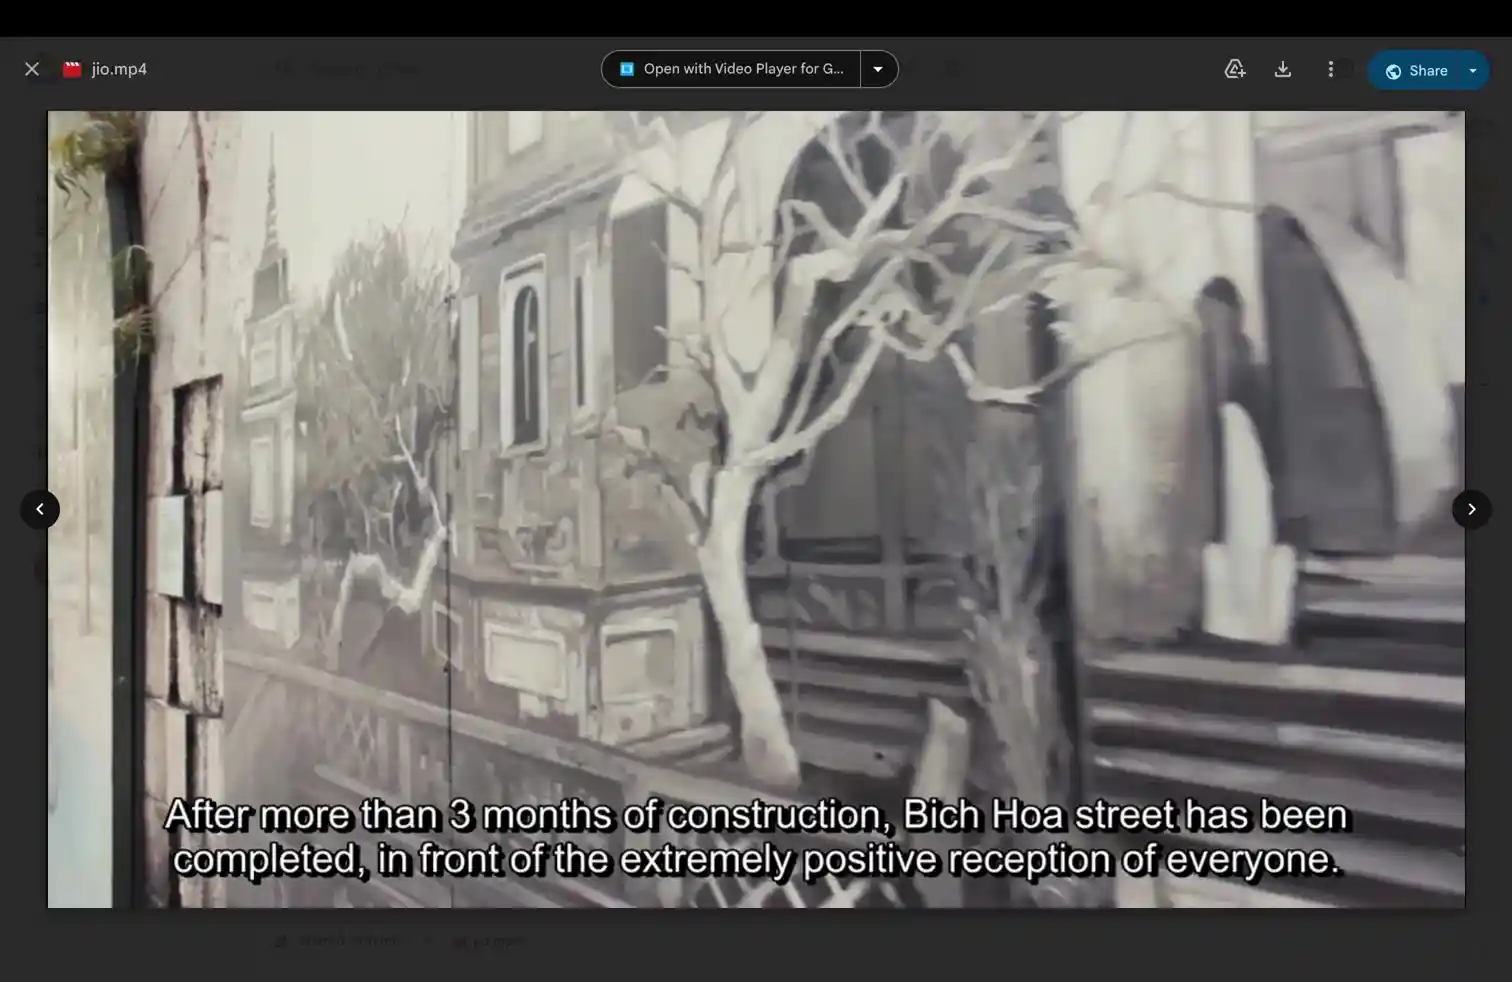 jio.mp4
Open with Video Player for G...
Share
After more than 3 months of construction, Bich Hoa street has been
completed, in front of the extremely positive reception of everyone.